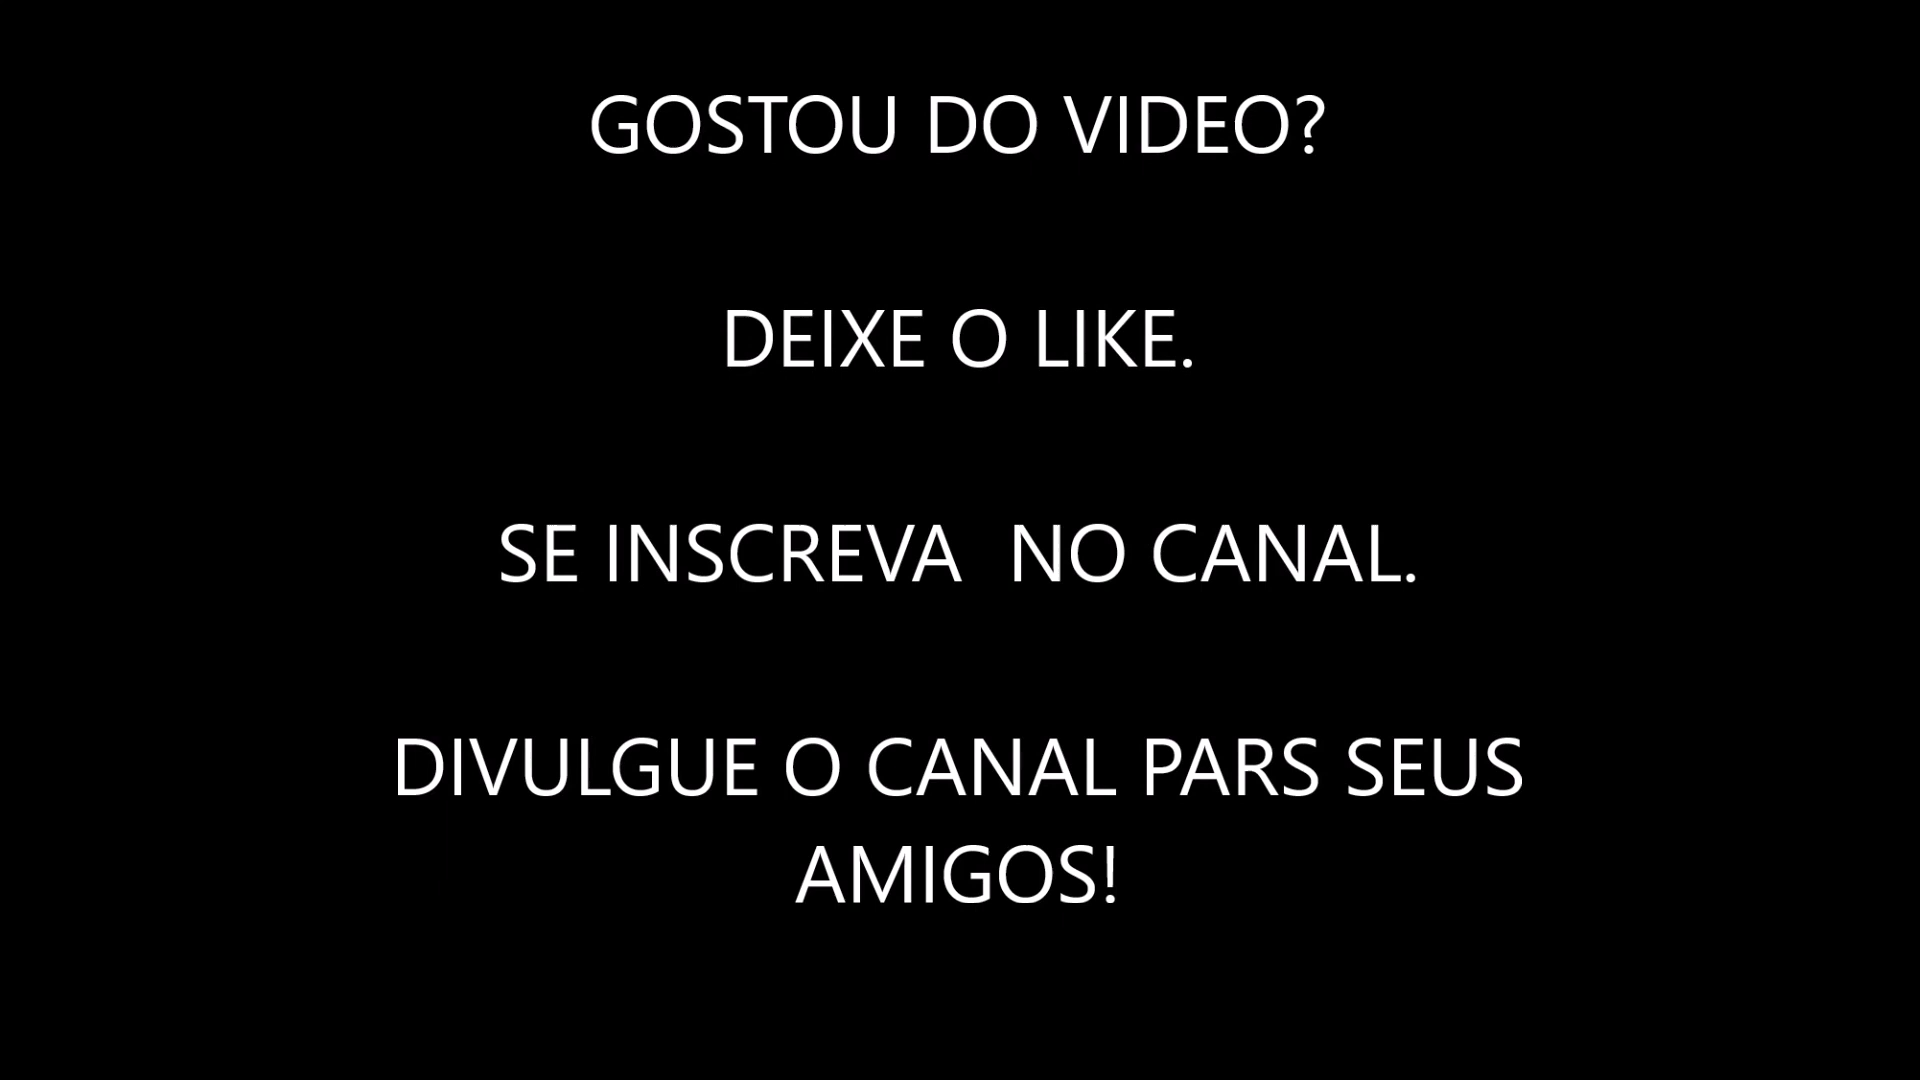 GOSTOU DO VIDEO?
DEIXE O LIKE.
SE INSCREVA  NO CANAL.
DIVULGUE O CANAL PARS SEUS
AMIGOS!